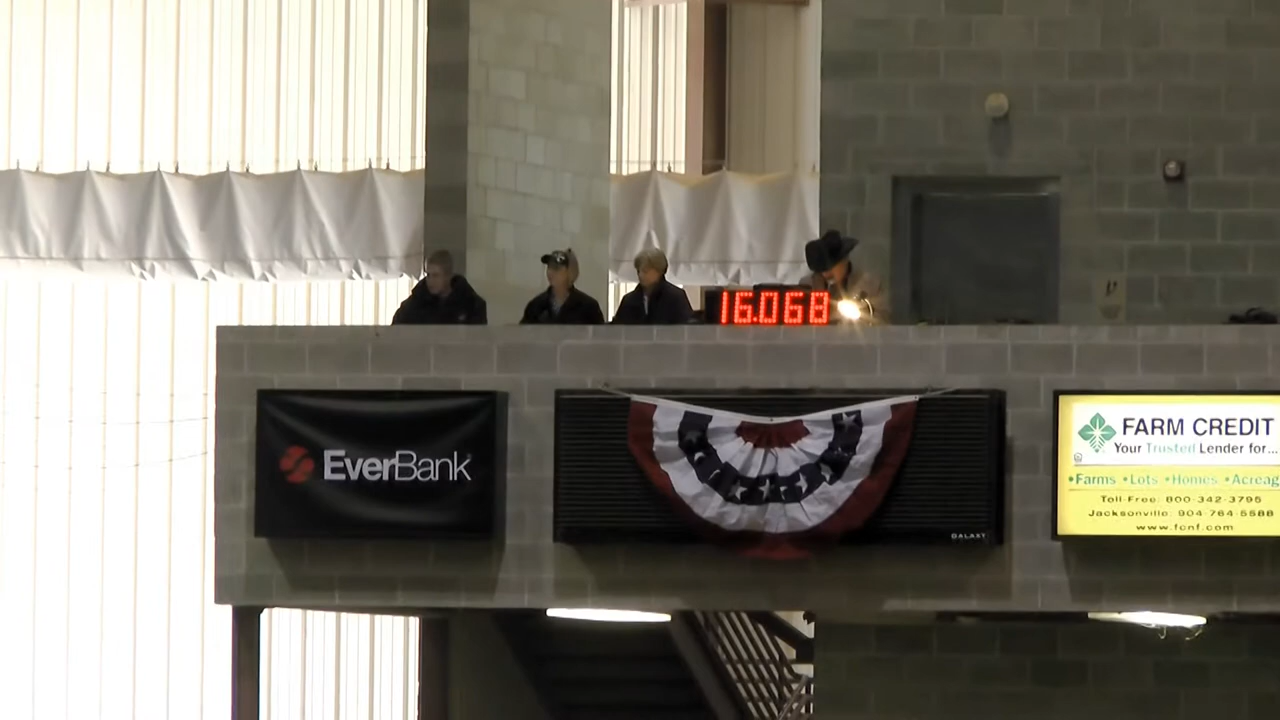 16.068
EverBank
GALAXY
FARM CREDIT
Your Trusted Lender for...
•Farms •Lots •Homes •Acreag
Toll-Free: 800-342-3795
Jacksonville: 904-764-5588
www.fcnf.com